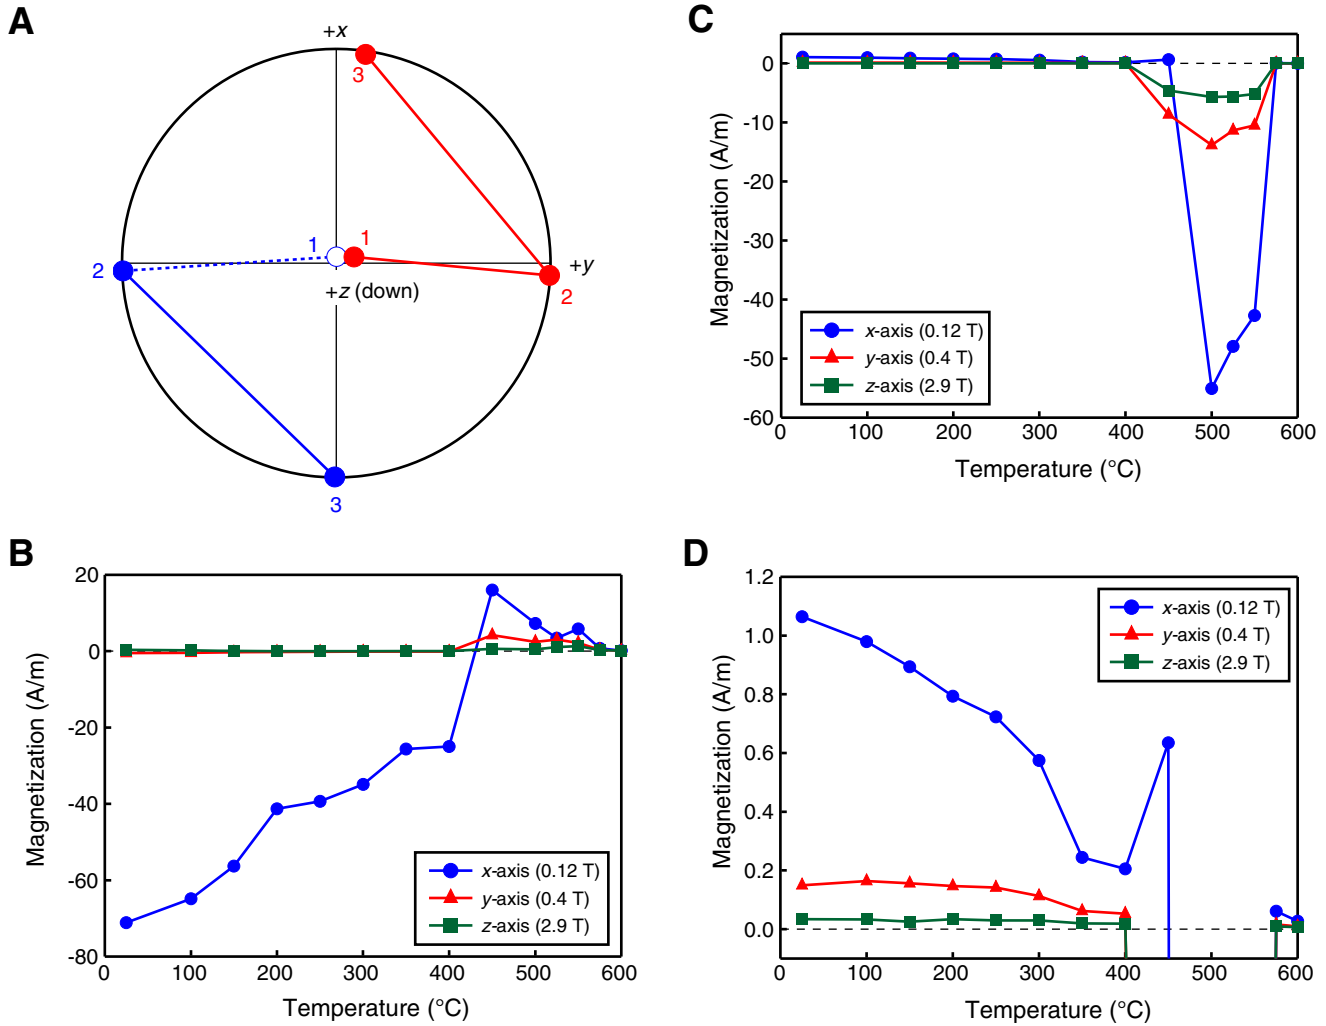 A
+x
3
1
1
+y
2
2
+z (down)
3
B
20
0
-20
-40
-60
-80
Magnetization (A/m)
x-axis (0.12 T)
y-axis (0.4 T)
z-axis (2.9 T)
0 100 200 300 400 500 600
Temperature (°C)
C
0
-10
-20
-30
-40
-50
-60
Magnetization (A/m)
x-axis (0.12 T)
y-axis (0.4 T)
z-axis (2.9 T)
0 100 200 300 400 500 600
Temperature (°C)
D
1.2
1.0
0.8
0.6
0.4
0.2
0.0
Magnetization (A/m)
x-axis (0.12 T)
y-axis (0.4 T)
z-axis (2.9 T)
0 100 200 300 400 500 600
Temperature (°C)